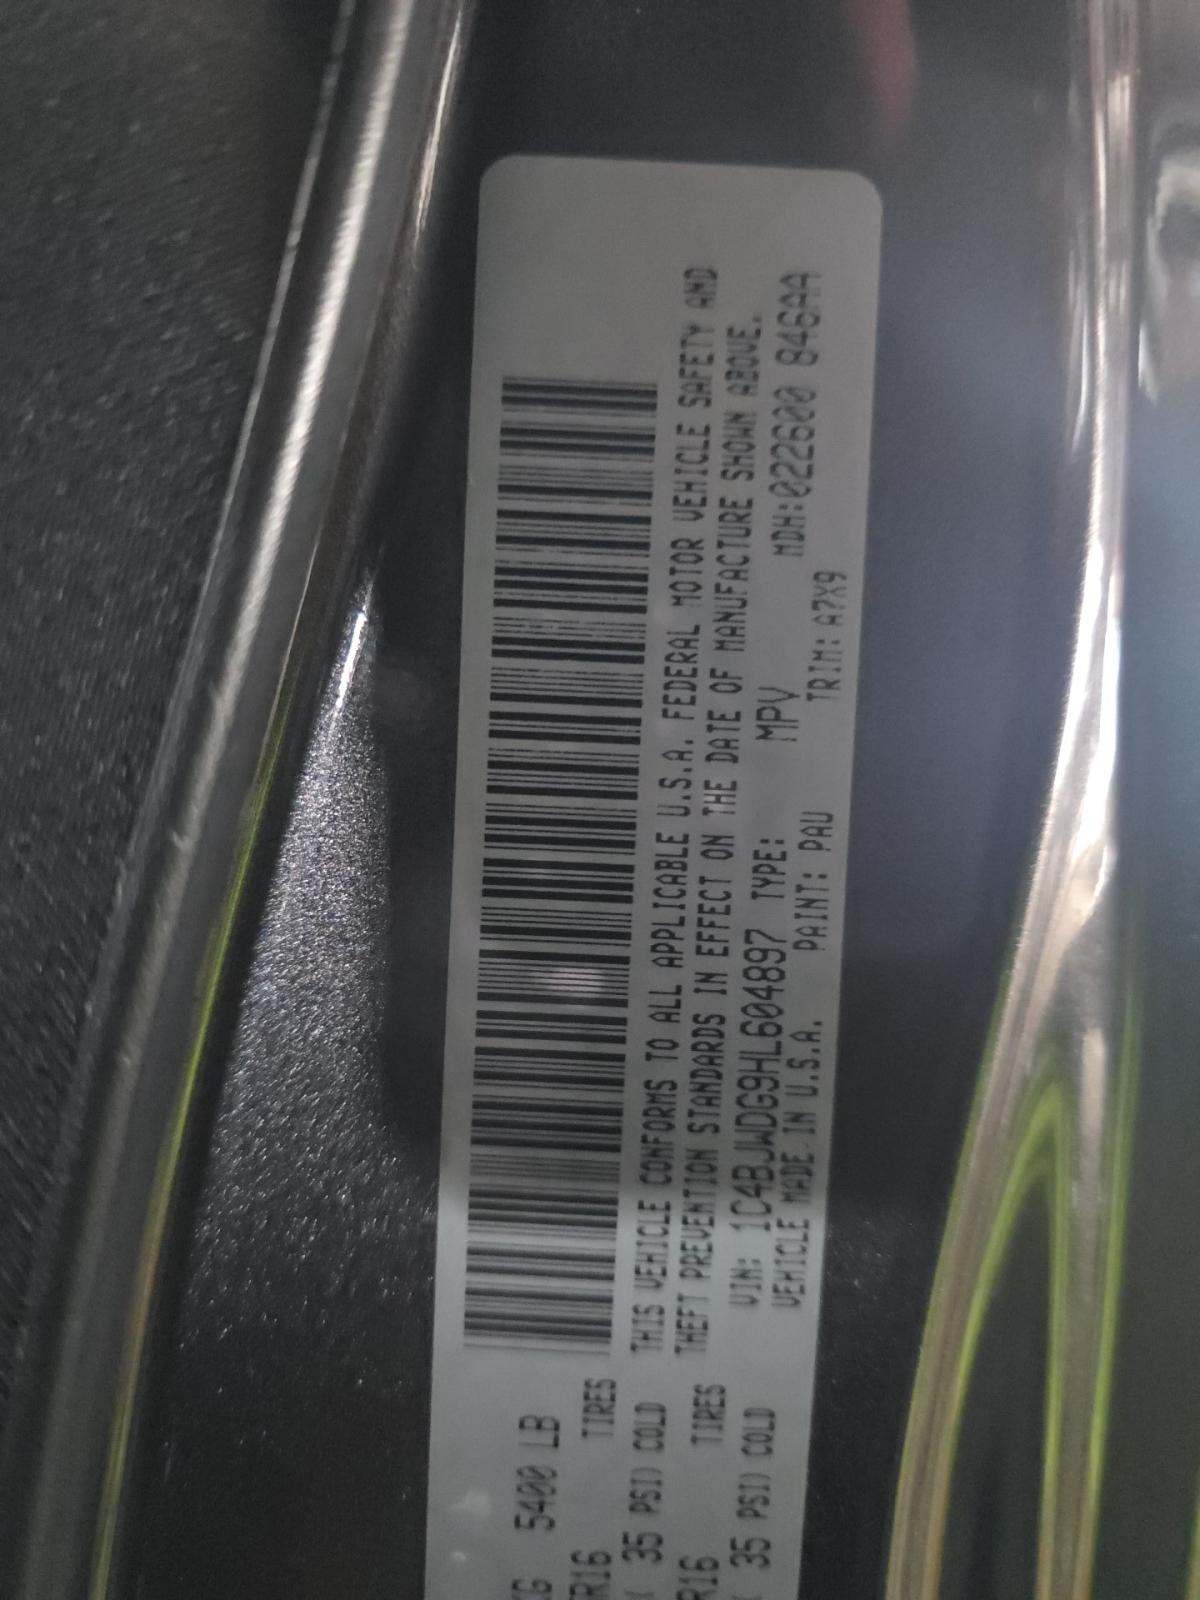 KG 5400 LB
R16 TIRES
35 PSI) COLD
R16 TIRES
35 PSI) COLD
THIS VEHICLE CONFORMS TO ALL APPLICABLE U.S.A. FEDERAL MOTOR VEHICLE SAFETY AND
THEFT PREVENTION STANDARDS IN EFFECT ON THE DATE OF MANUFACTURE SHOWN ABOVE.
VIN: 1C4BJWDG9HL604897 TYPE: MPV MDH:022600 846AA
VEHICLE MADE IN U.S.A. PAINT: PAU TRIM: A7X9